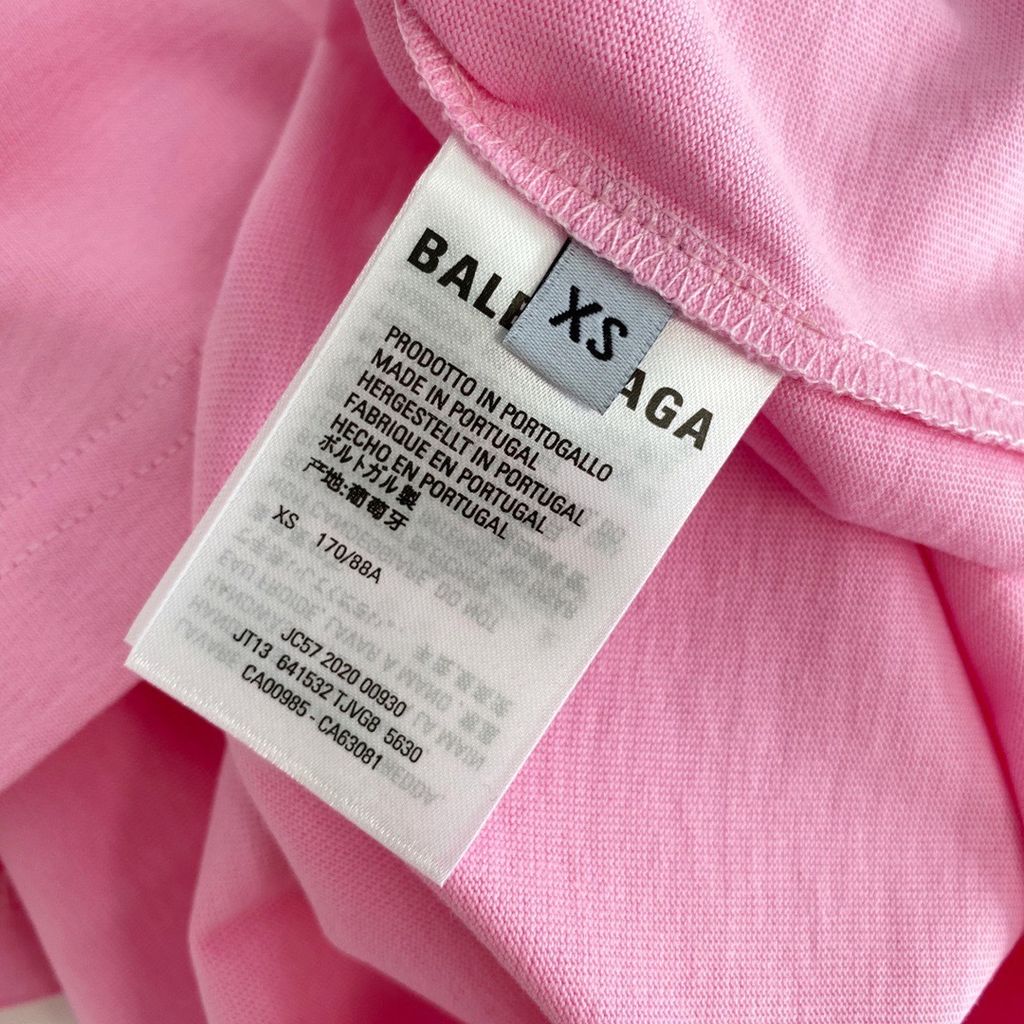 BALE AGA
XS
PRODOTTO IN PORTOGALLO
MADE IN PORTUGAL
HERGESTELLT IN PORTUGAL
FABRIQUE EN PORTUGAL
HECHO EN PORTUGAL
ポルトガル製
产地:葡萄牙
XS 170/88A
JC57 2020 00930
JT13 641532 TJVG8 5630
CA00985 - CA63081